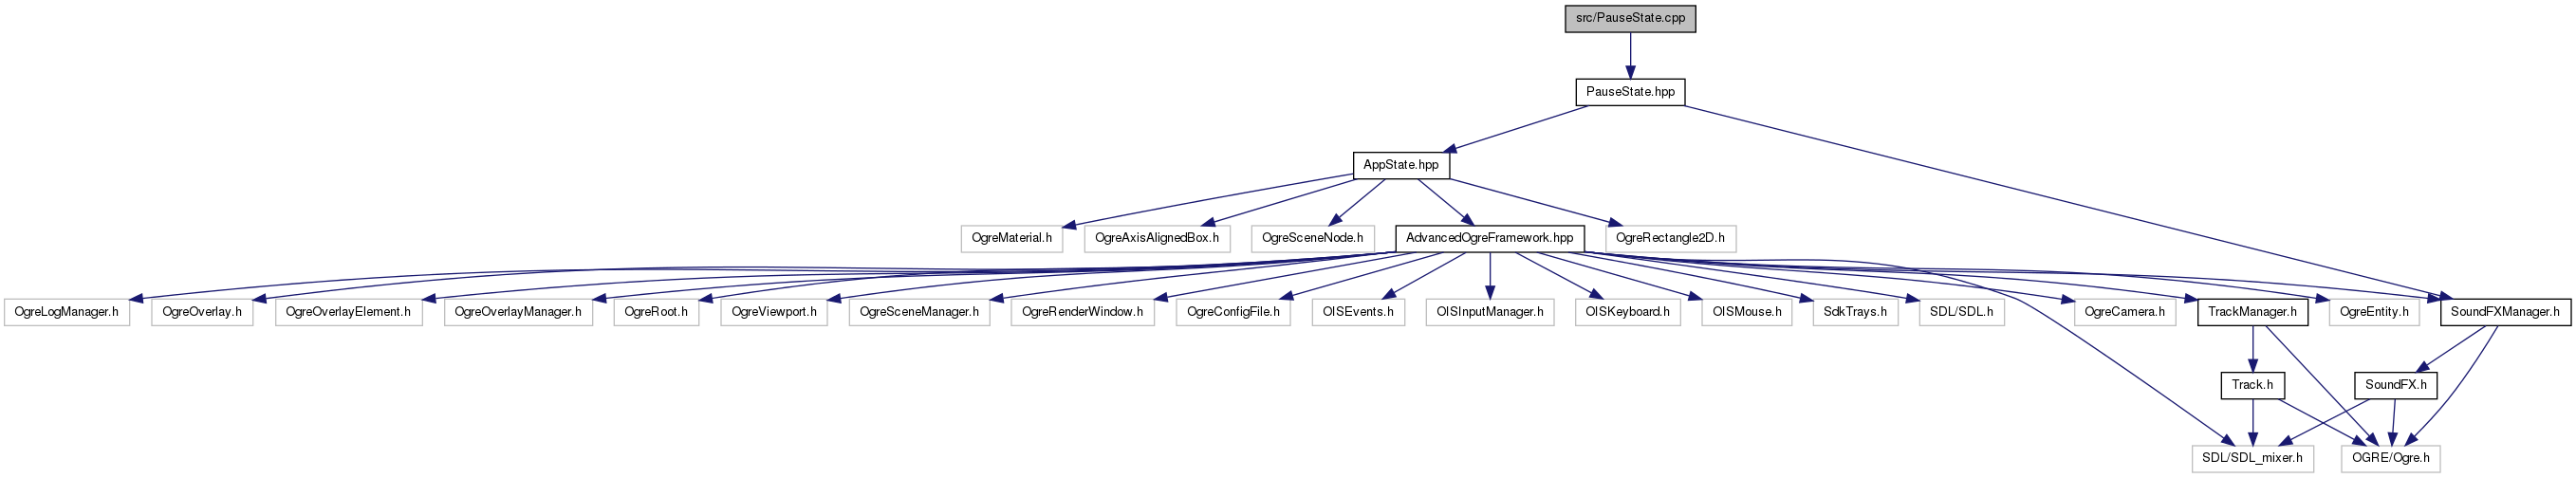 src/PauseState.cpp
PauseState.hpp
AppState.hpp
OgreMaterial.h
OgreAxisAlignedBox.h
OgreSceneNode.h
AdvancedOgreFramework.hpp
OgreRectangle2D.h
OgreLogManager.h
OgreOverlay.h
OgreOverlayElement.h
OgreOverlayManager.h
OgreRoot.h
OgreViewport.h
OgreSceneManager.h
OgreRenderWindow.h
OgreConfigFile.h
OISEvents.h
OISInputManager.h
OISKeyboard.h
OISMouse.h
SdkTrays.h
SDL/SDL.h
OgreCamera.h
TrackManager.h
OgreEntity.h
SoundFXManager.h
Track.h
SoundFX.h
SDL/SDL_mixer.h
OGRE/Ogre.h